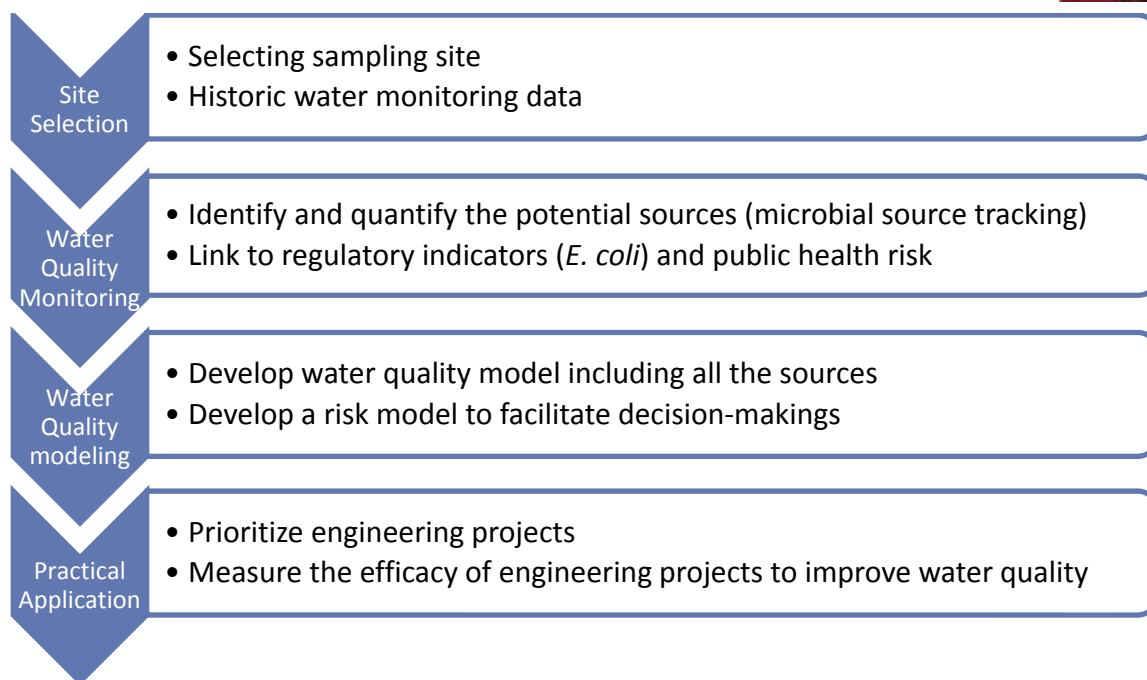 Site
Selection
• Selecting sampling site
• Historic water monitoring data
Water
Quality
Monitoring
• Identify and quantify the potential sources (microbial source tracking)
• Link to regulatory indicators (E. coli) and public health risk
Water
Quality
modeling
• Develop water quality model including all the sources
• Develop a risk model to facilitate decision-makings
Practical
Application
• Prioritize engineering projects
• Measure the efficacy of engineering projects to improve water quality